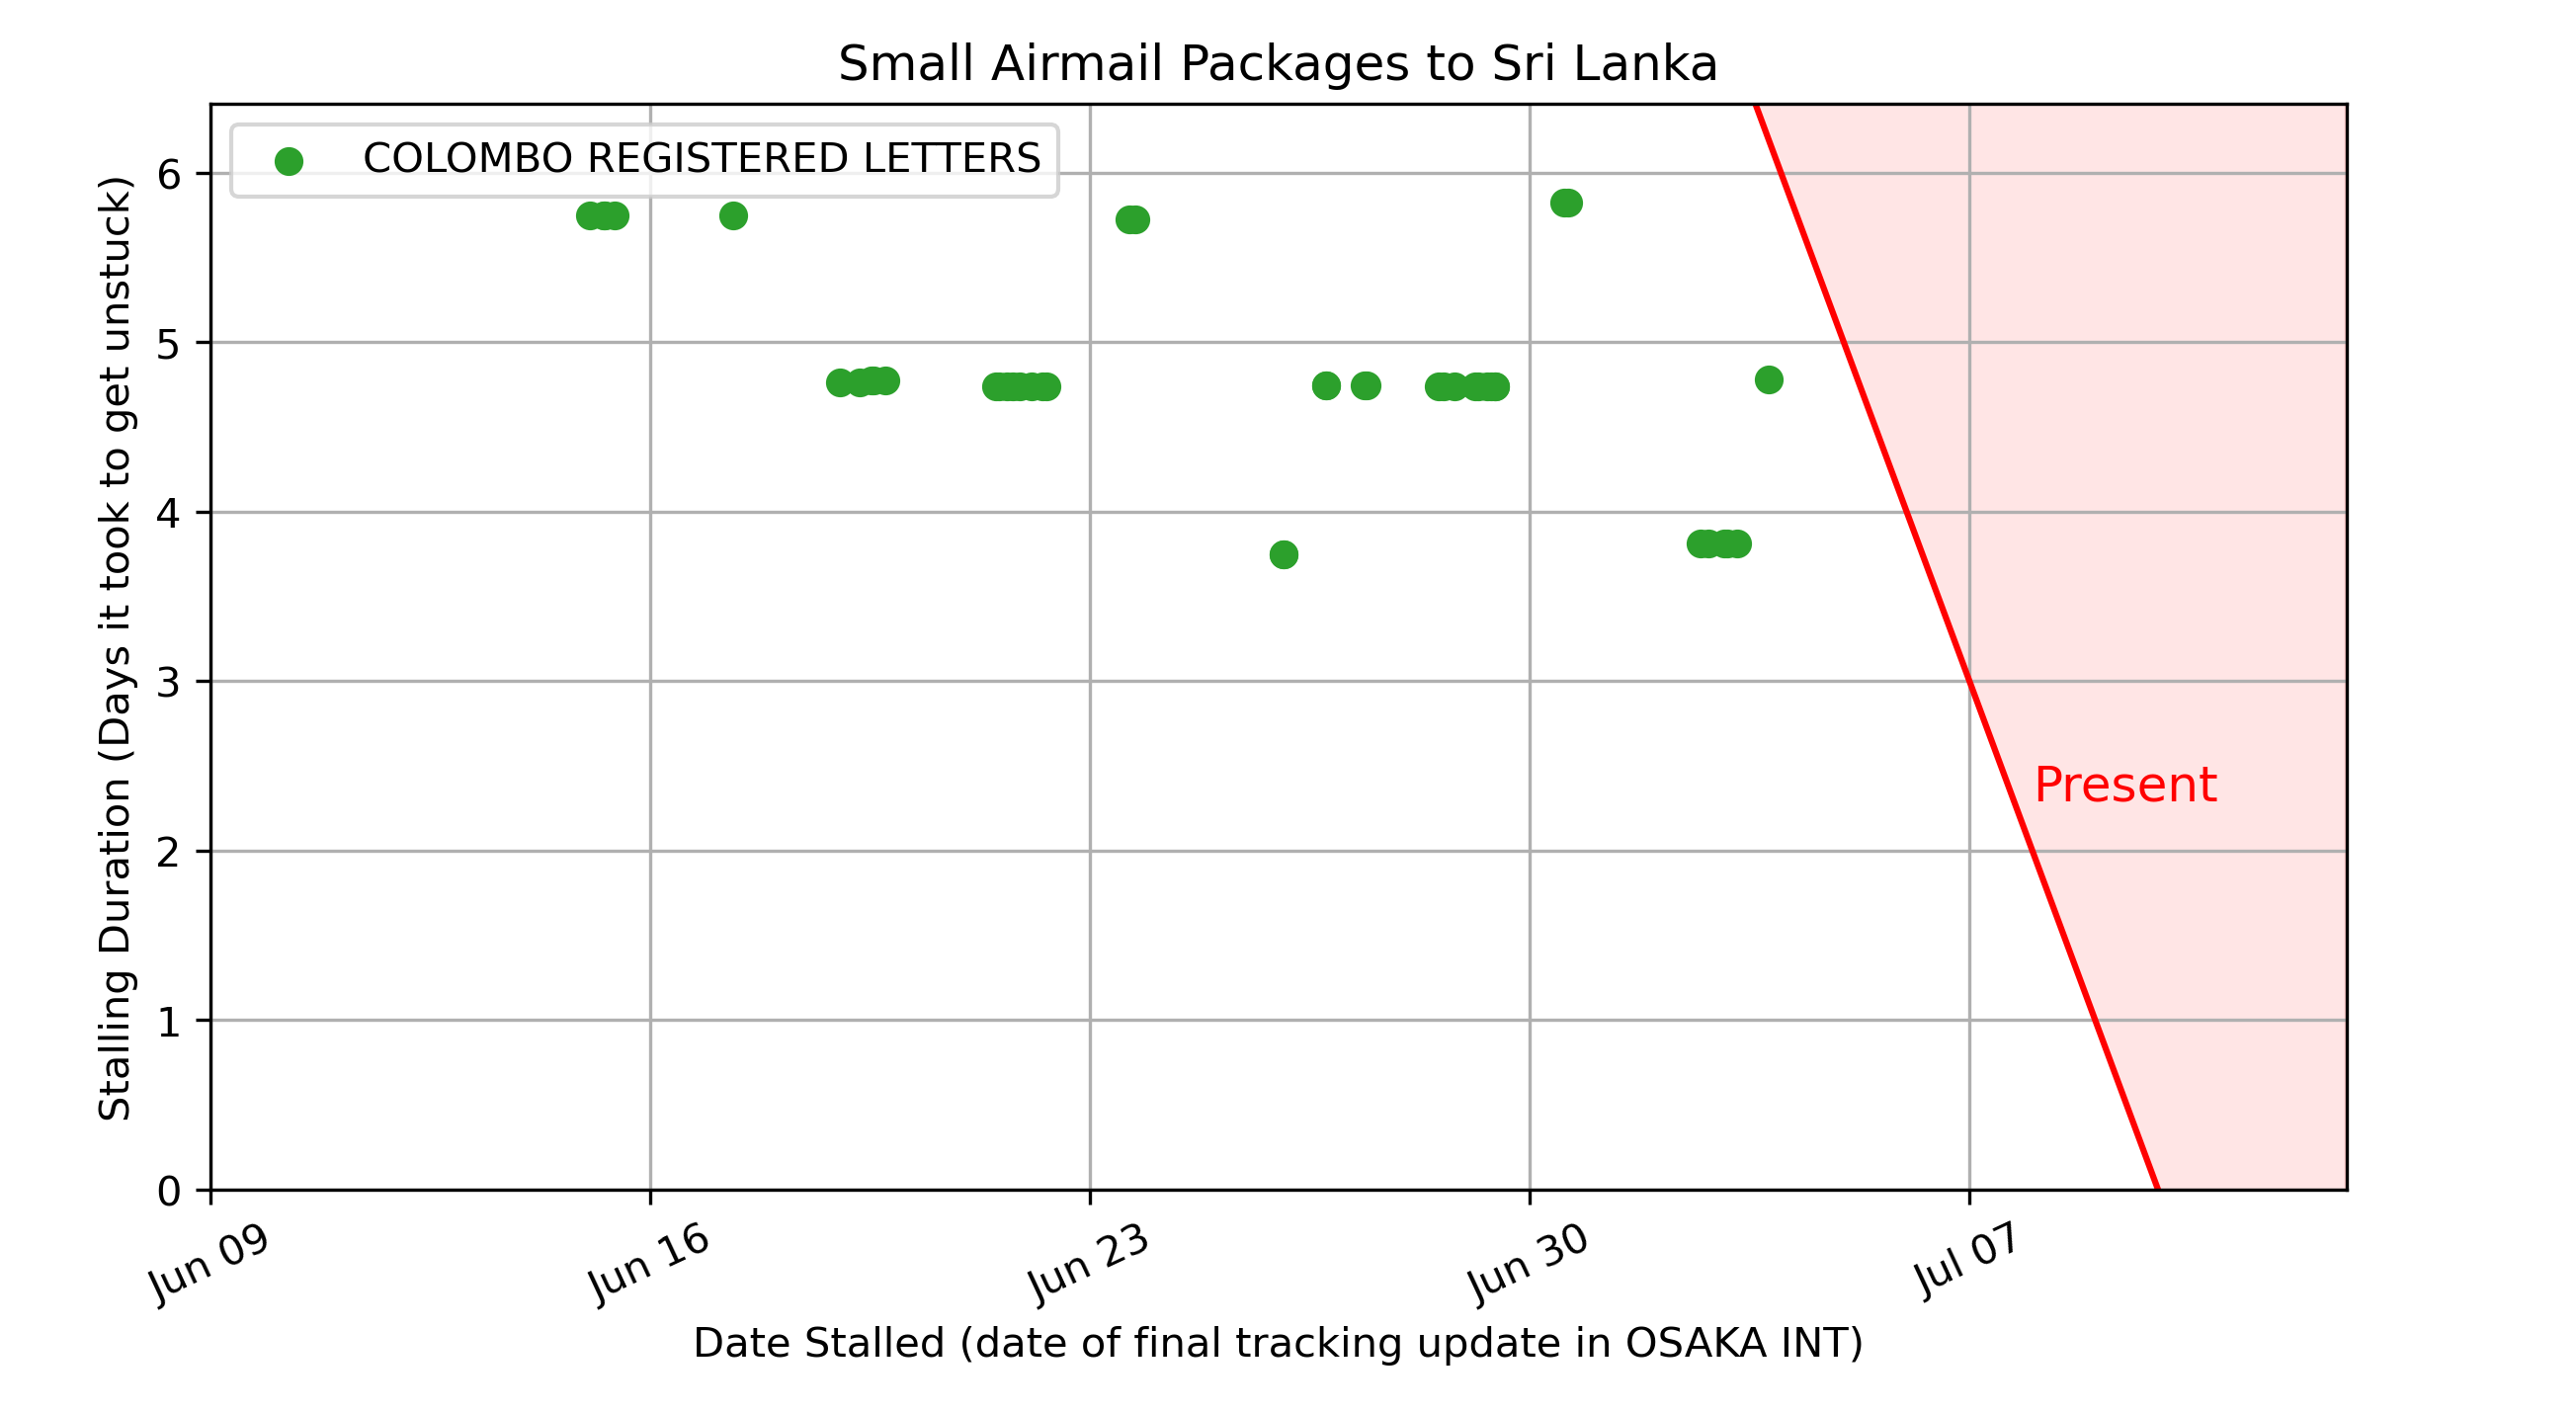 Small Airmail Packages to Sri Lanka
COLOMBO REGISTERED LETTERS
Stalling Duration (Days it took to get unstuck)
6
5
4
3
2
1
0
Present
Jun 09
Jun 16
Jun 23
Jun 30
Jul 07
Date Stalled (date of final tracking update in OSAKA INT)